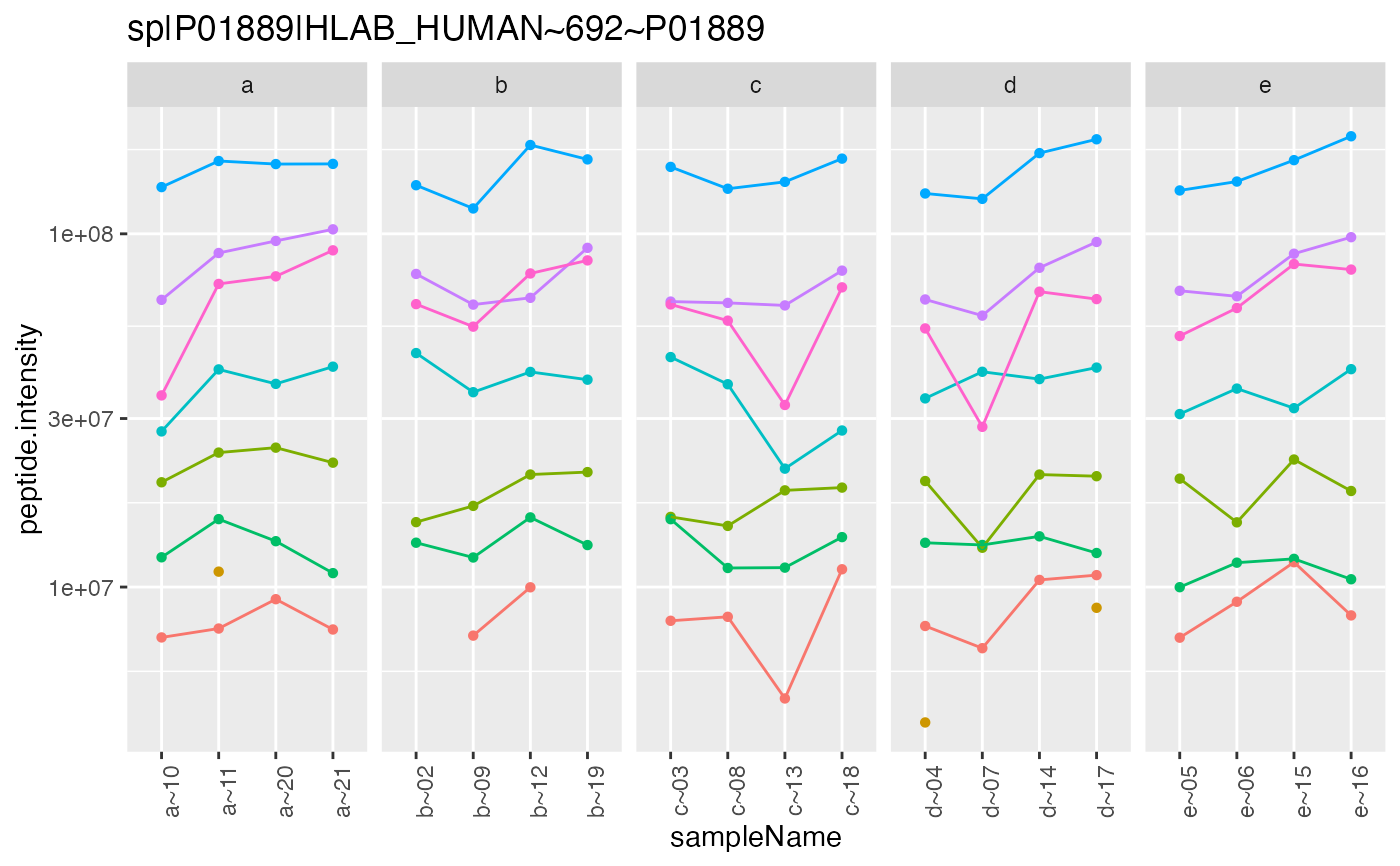 sp|P01889|HLAB_HUMAN~692~P01889
a b c d e
peptide.intensity
1e+08
3e+07
1e+07
a~10 a~11 a~20 a~21 b~02 b~09 b~12 b~19 c~03 c~08 c~13 c~18 d~04 d~07 d~14 d~17 e~05 e~06 e~15 e~16
sampleName